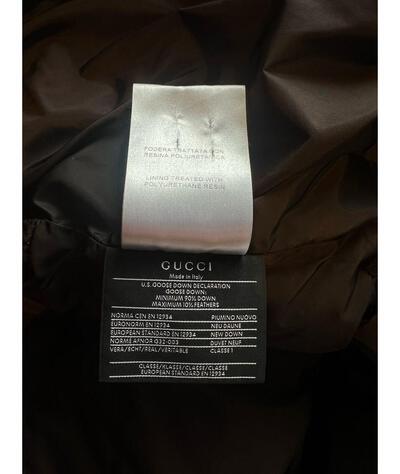 FODERA TRATTATA CON
RESINA POLIURETANICA
LINING TREATED WITH
POLYURETHANE RESIN
GUCCI
Made in Italy
U.S. GOOSE DOWN DECLARATION
GOOSE DOWN:
MINIMUM 90% DOWN
MAXIMUM 10% FEATHERS
NORMA CEN EN 12934 PIUMINO NUOVO
EURONORM EN 12934 NEU DAUNE
EUROPEAN STANDARD EN 12934 NEW DOWN
NORME AFNOR G32-003 DUVET NEUF
VERA/ECHT/REAL/VERITABLE CLASSE 1
CLASSE/KLASSE/CLASSE/CLASSE
EUROPEAN STANDARD EN 12934